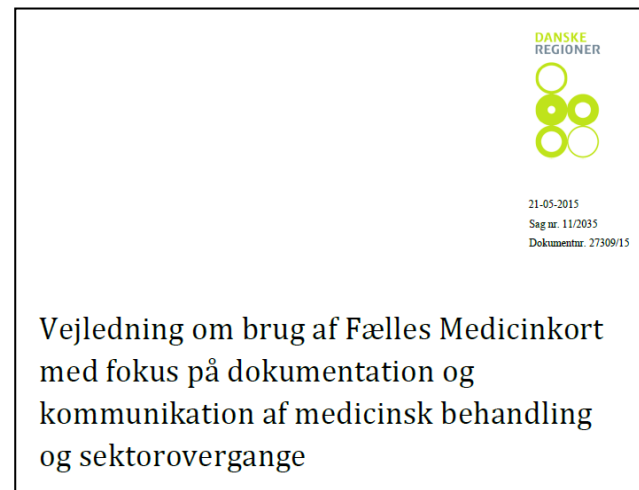 DANSKE
REGIONER
21-05-2015
Sag nr. 11/2035
Dokumentnr. 27309/15
Vejledning om brug af Fælles Medicinkort
med fokus på dokumentation og
kommunikation af medicinsk behandling
og sektorovergange